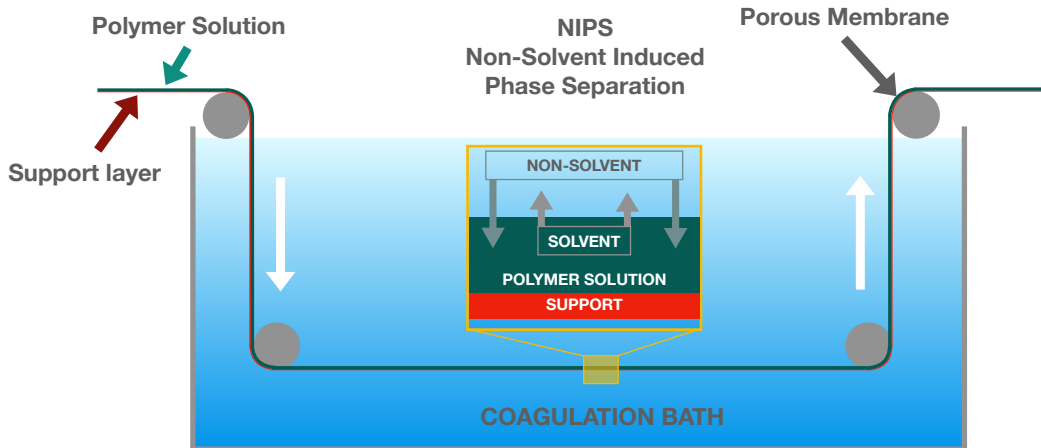 Polymer Solution
NIPS
Non-Solvent Induced
Phase Separation
Porous Membrane
Support layer
NON-SOLVENT
SOLVENT
POLYMER SOLUTION
SUPPORT
COAGULATION BATH